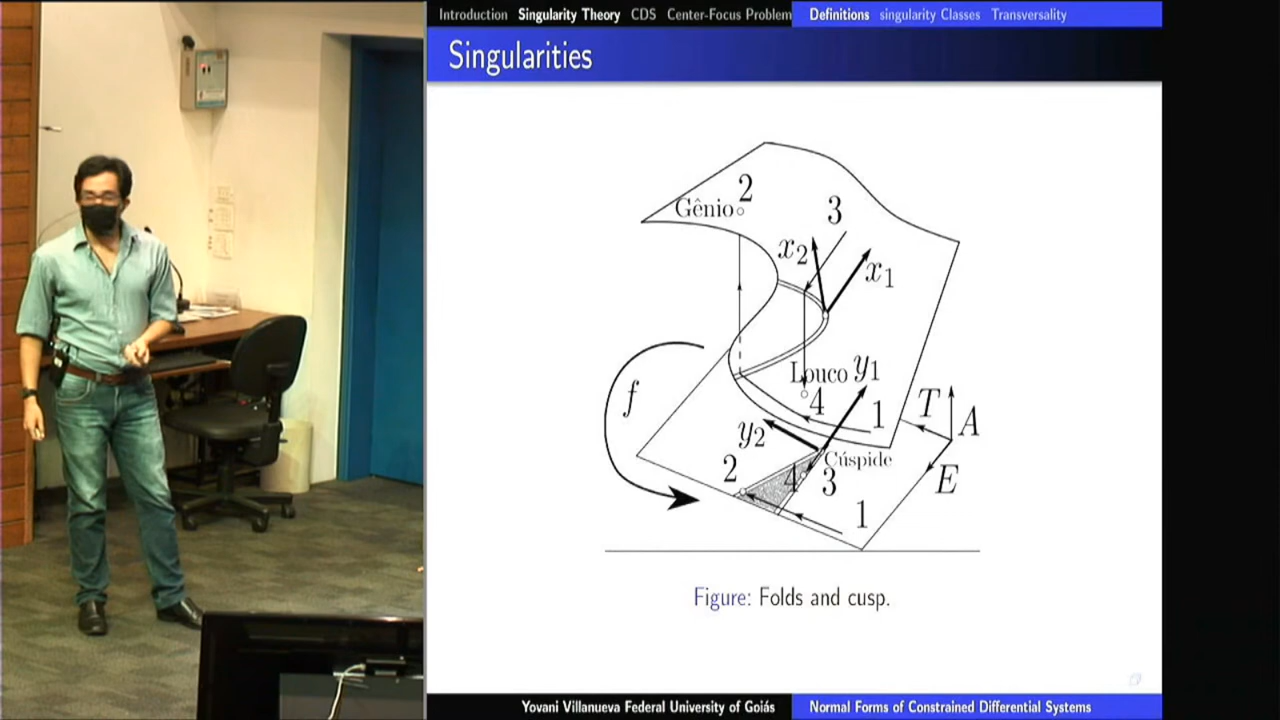 Introduction Singularity Theory CDS Center-Focus Problem Definitions singularity Classes Transversality
Singularities
2
Gênio
3
x2
x1
Louco y1
4
f
T
A
1
y2
Cúspide
2
4
3
E
1
Figure: Folds and cusp.
Yovani Villanueva Federal University of Goiás Normal Forms of Constrained Differential Systems